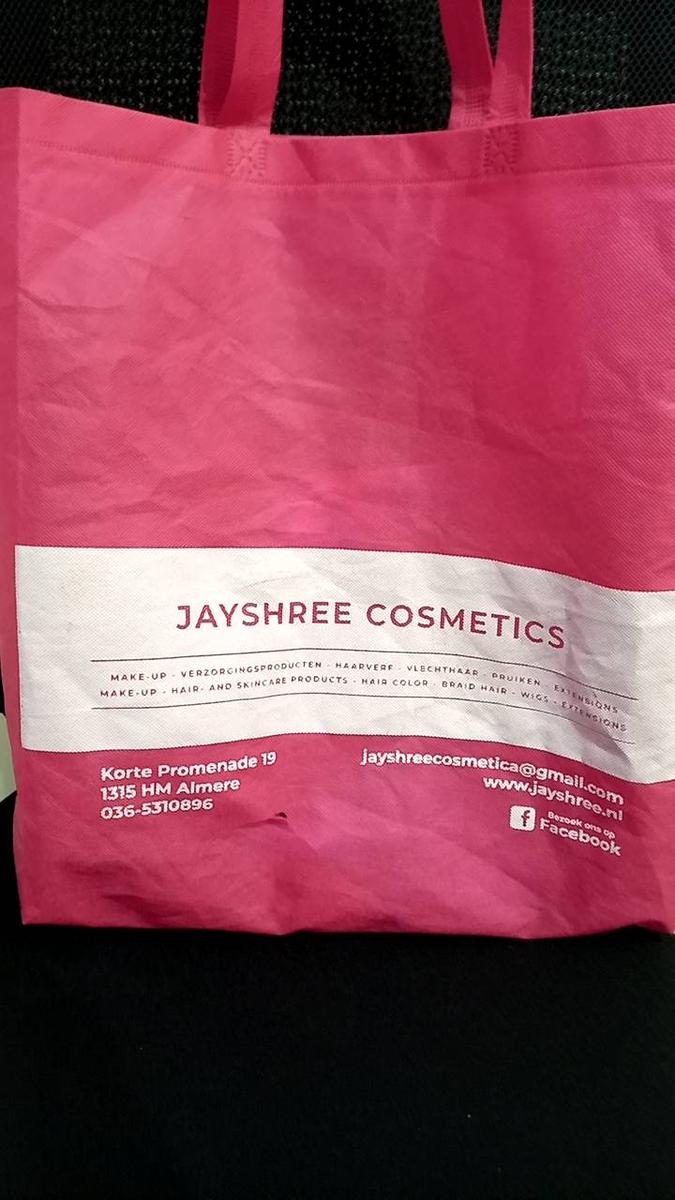 JAYSHREE COSMETICS
MAKE-UP - VERZORGINGSPRODUCTEN - HAARVERF - VLECHTHAAR - PRUIKEN - EXTENSIONS
MAKE-UP - HAIR- AND SKINCARE PRODUCTS - HAIR COLOR - BRAID HAIR - WIGS - EXTENSIONS
Korte Promenade 19
1315 HM Almere
036-5310896
jayshreecosmetica@gmail.com
www.jayshree.nl
Bezoek ons op
Facebook